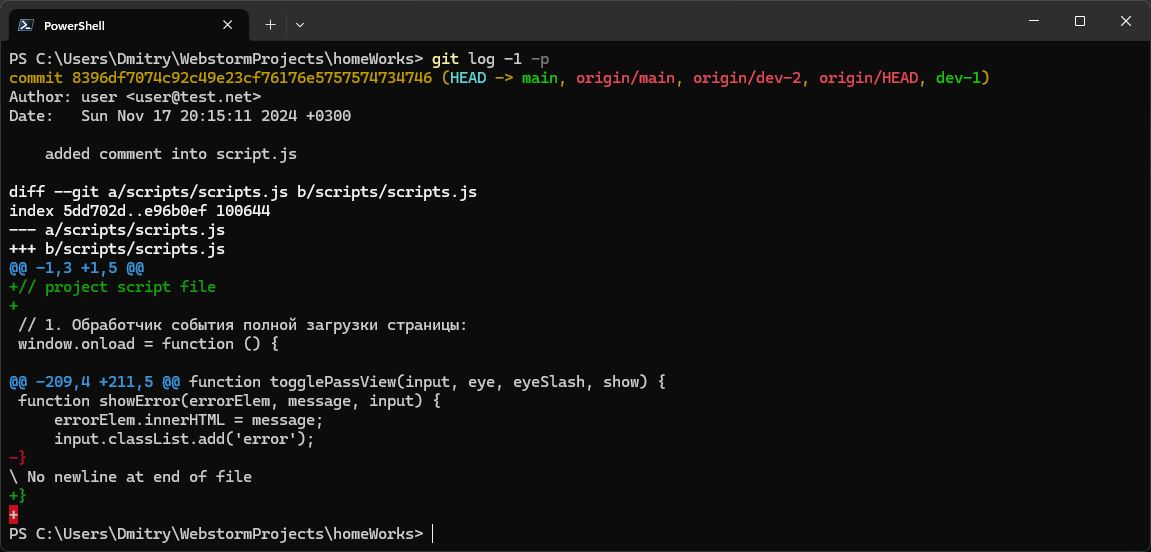 PowerShell
PS C:\Users\Dmitry\WebstormProjects\homeWorks> git log -1 -p
commit 8396df7074c92c49e23cf76176e5757574734746 (HEAD -> main, origin/main, origin/dev-2, origin/HEAD, dev-1)
Author: user <user@test.net>
Date:   Sun Nov 17 20:15:11 2024 +0300
    added comment into script.js
diff --git a/scripts/scripts.js b/scripts/scripts.js
index 5dd702d..e96b0ef 100644
--- a/scripts/scripts.js
+++ b/scripts/scripts.js
@@ -1,3 +1,5 @@
+// project script file
+
 // 1. Обработчик события полной загрузки страницы:
 window.onload = function () {
@@ -209,4 +211,5 @@ function togglePassView(input, eye, eyeSlash, show) {
 function showError(errorElem, message, input) {
     errorElem.innerHTML = message;
     input.classList.add('error');
-}
\ No newline at end of file
+}
+
PS C:\Users\Dmitry\WebstormProjects\homeWorks>